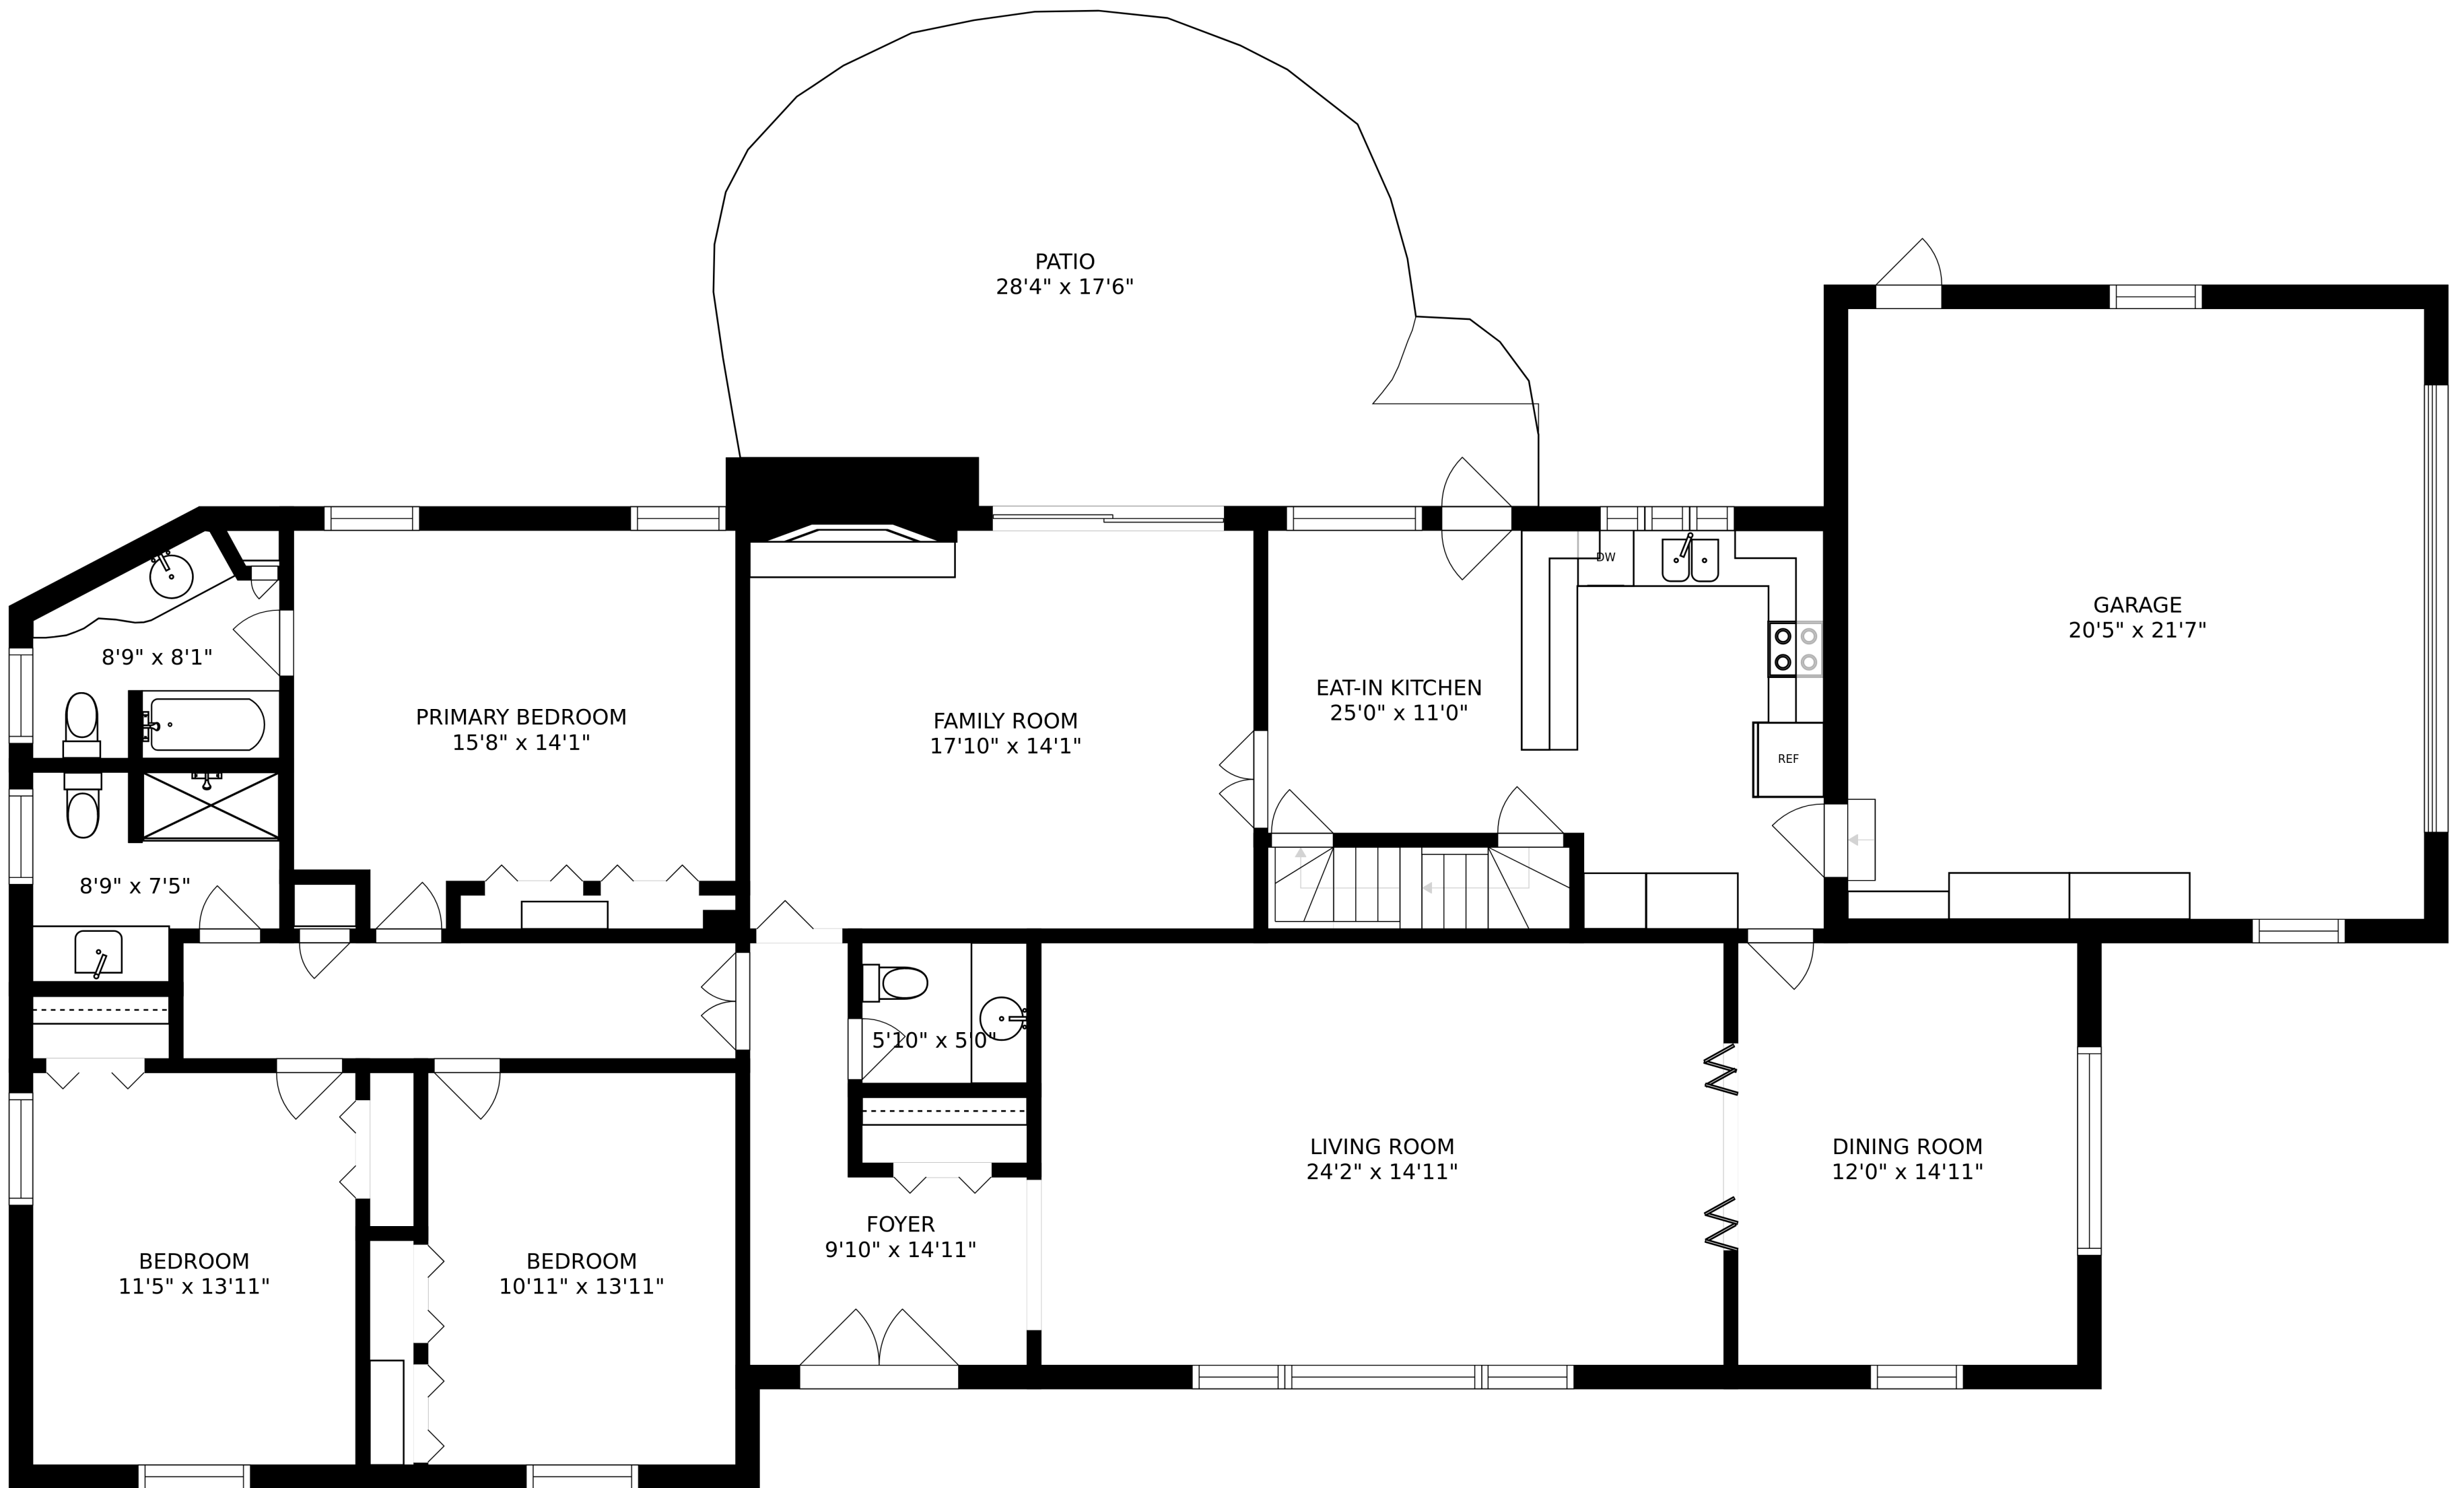 PATIO
28'4" x 17'6"
GARAGE
20'5" x 21'7"
DW
8'9" x 8'1"
PRIMARY BEDROOM
15'8" x 14'1"
FAMILY ROOM
17'10" x 14'1"
EAT-IN KITCHEN
25'0" x 11'0"
REF
8'9" x 7'5"
5'10" x 5'0"
LIVING ROOM
24'2" x 14'11"
DINING ROOM
12'0" x 14'11"
FOYER
9'10" x 14'11"
BEDROOM
11'5" x 13'11"
BEDROOM
10'11" x 13'11"